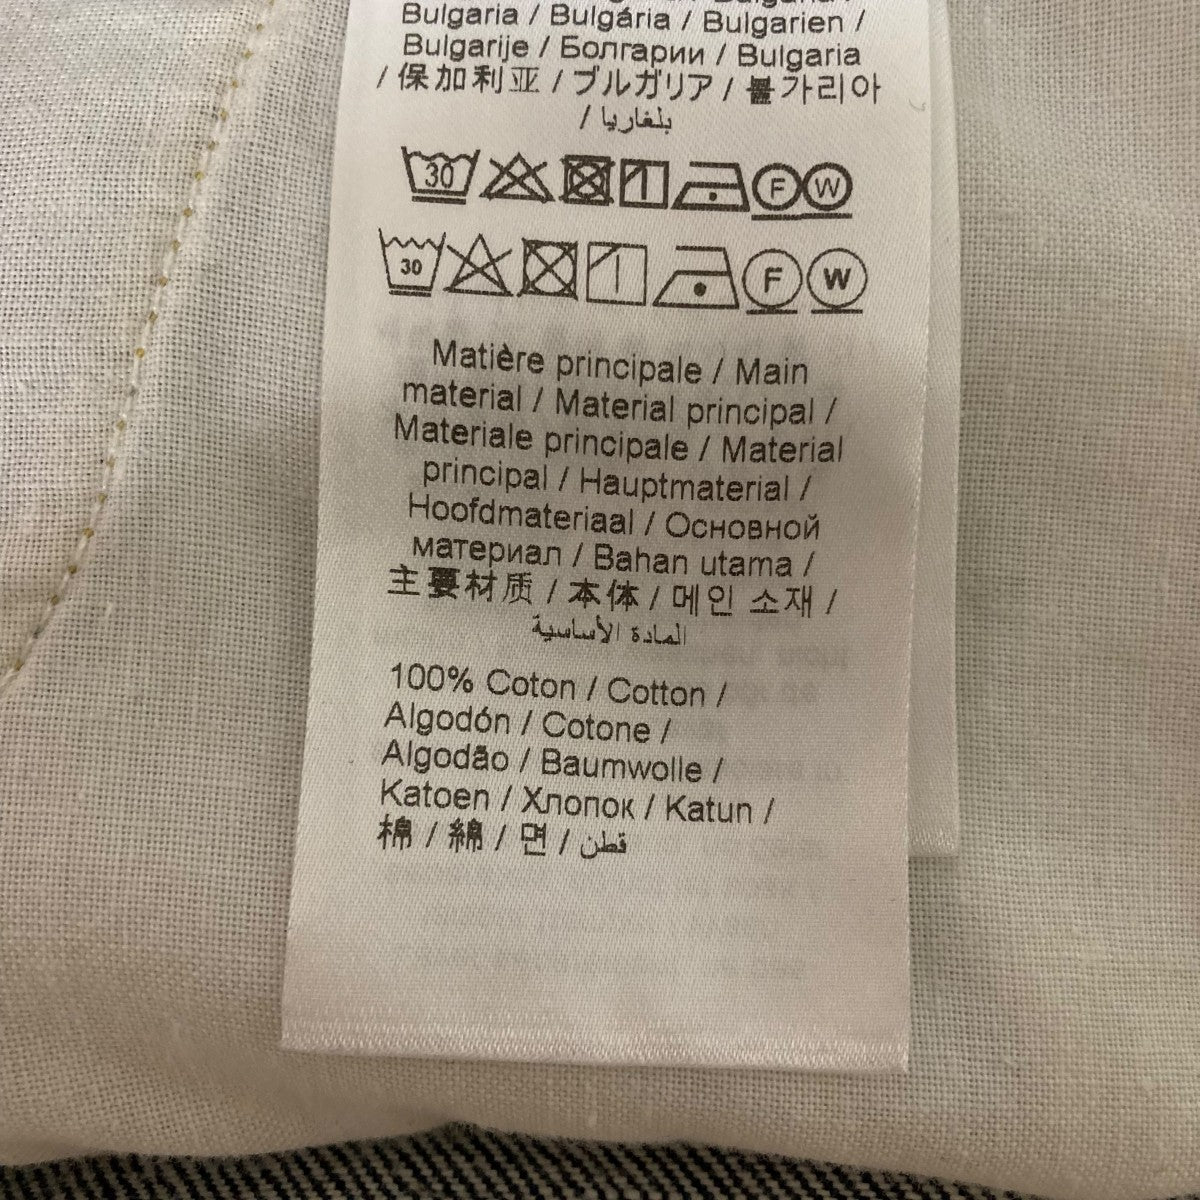 Bulgaria / Bulgária / Bulgarien /
Bulgarije / Болгарии / Bulgaria
/ 保加利亚 / ブルガリア / 불가리아
/ بلغاريا
30 F W
30 F W
Matière principale / Main
material / Material principal /
Materiale principale / Material
principal / Hauptmaterial /
Hoofdmateriaal / Основной
материал / Bahan utama /
主要材质 / 本体 / 메인 소재 /
المادة الأساسية
100% Coton / Cotton /
Algodón / Cotone /
Algodão / Baumwolle /
Katoen / Хлопок / Katun /
棉 / 綿 / 면 / قطن